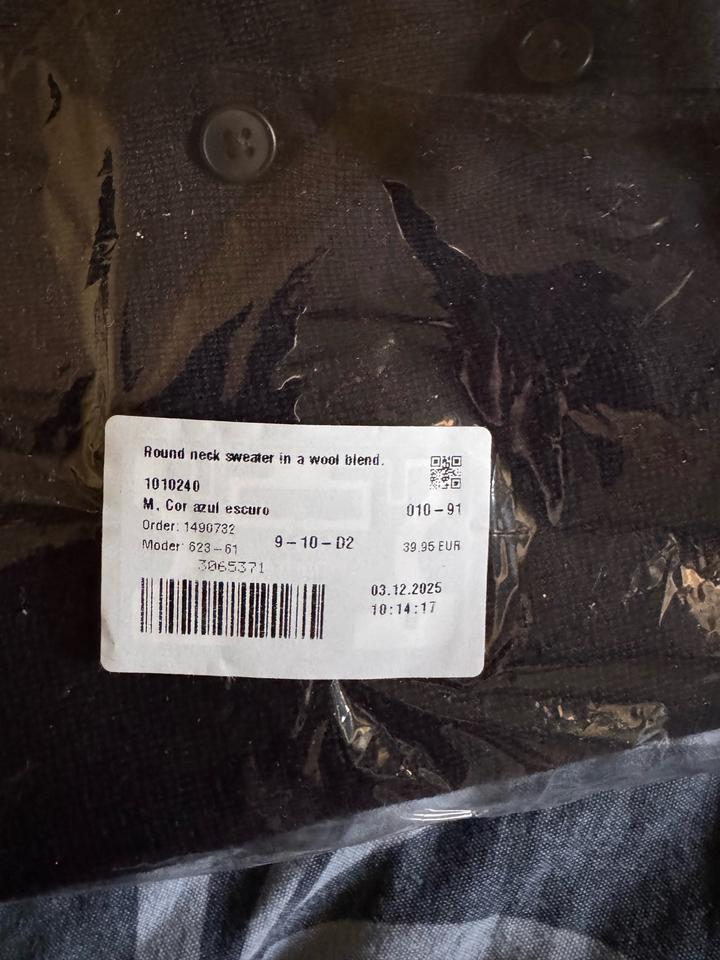 Round neck sweater in a wool blend.
1010240
M. Cor azul escuro 010-91
Order: 1490732
Moder: 623-61 9-10-D2 39.95 EUR
3065371
03.12.2025
10:14:17